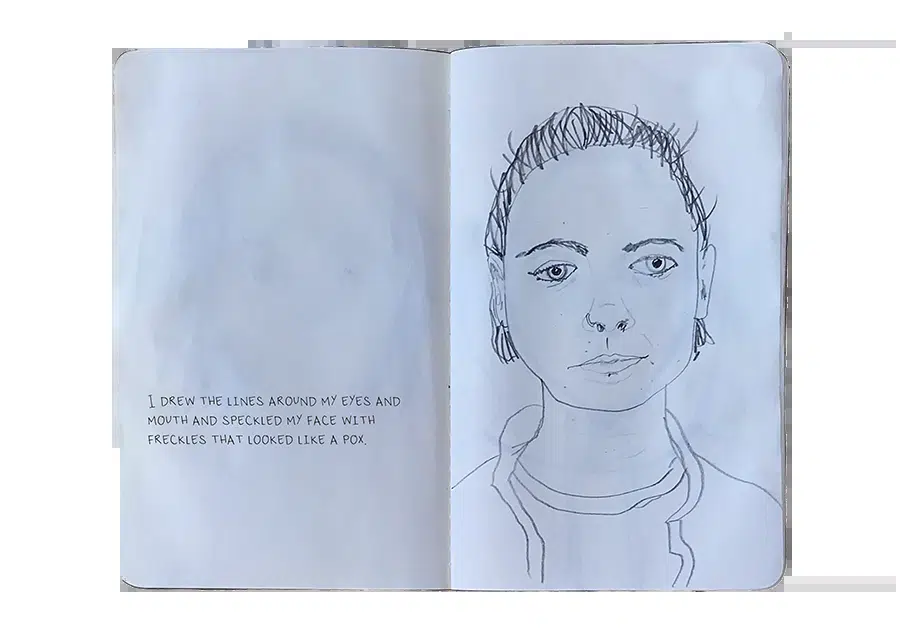 I DREW THE LINES AROUND MY EYES AND
MOUTH AND SPECKLED MY FACE WITH
FRECKLES THAT LOOKED LIKE A POX.